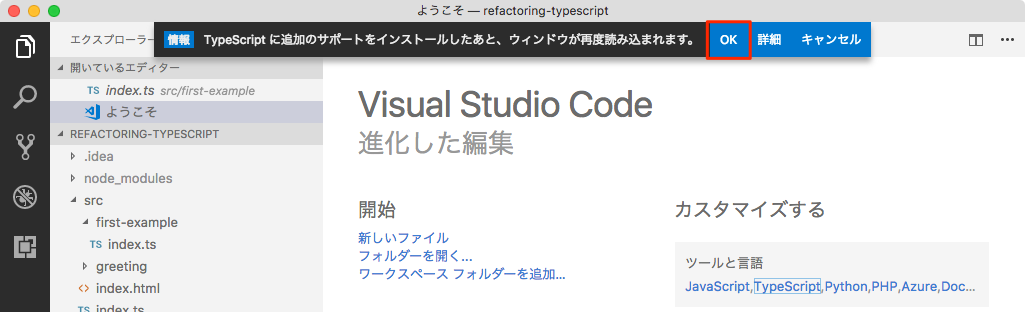 ようこそ — refactoring-typescript
エクスプローラー
情報 TypeScript に追加のサポートをインストールしたあと、ウィンドウが再度読み込まれます。 OK 詳細 キャンセル
開いているエディター
TS index.ts src/first-example
ようこそ
REFACTORING-TYPESCRIPT
.idea
node_modules
src
first-example
TS index.ts
greeting
<> index.html
TS index.ts
Visual Studio Code
進化した編集
開始
新しいファイル
フォルダーを開く...
ワークスペース フォルダーを追加...
カスタマイズする
ツールと言語
JavaScript,TypeScript,Python,PHP,Azure,Doc...